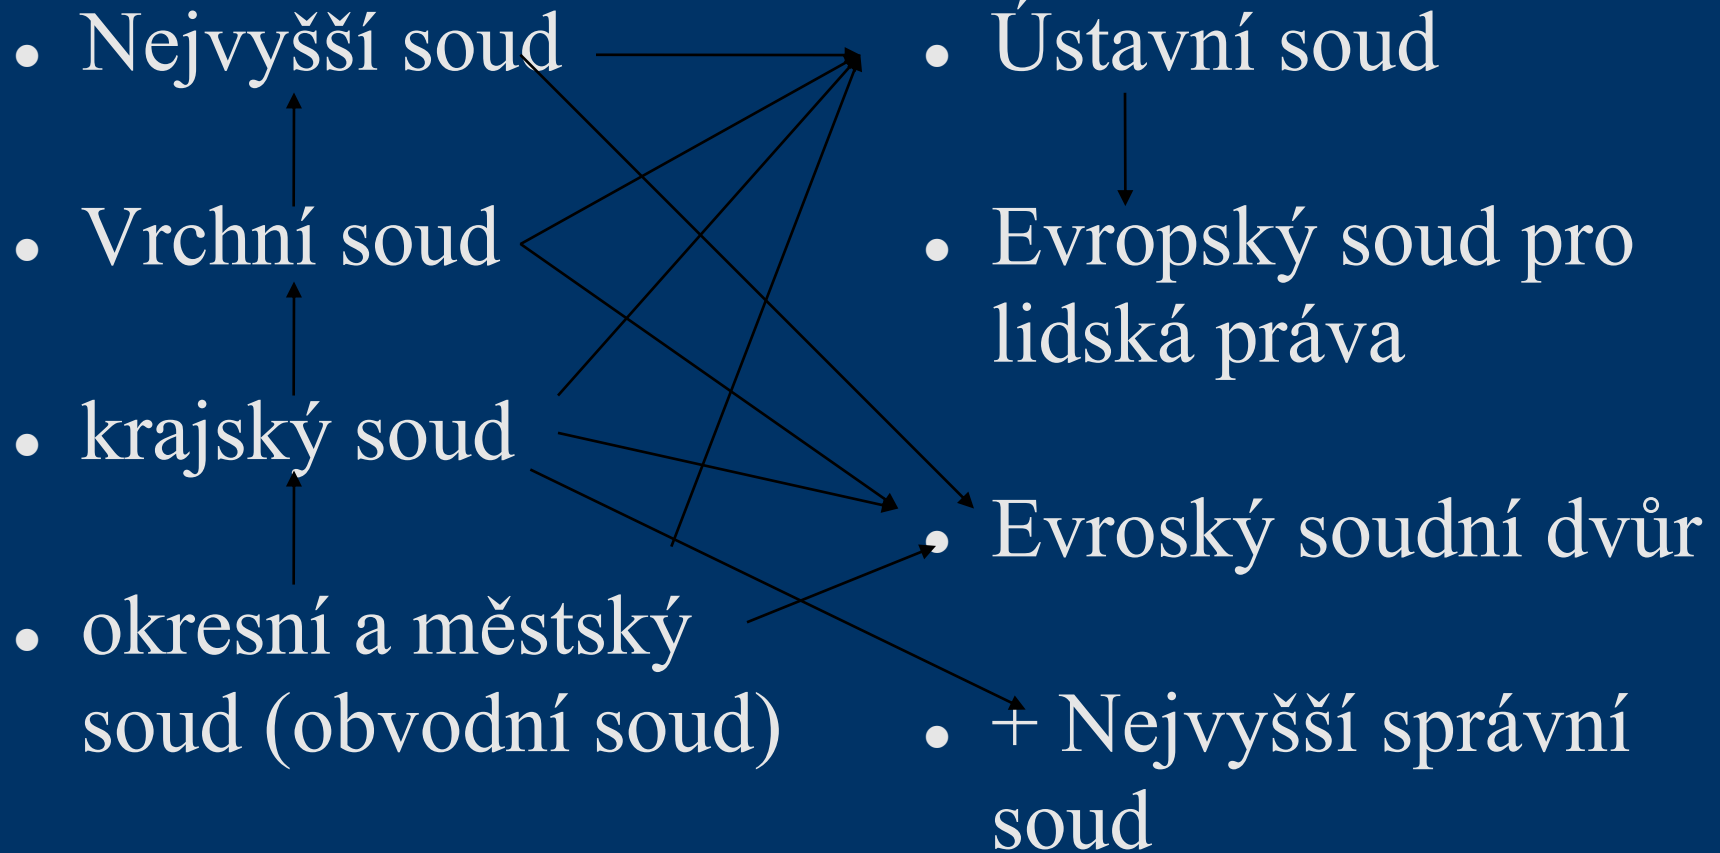 • Nejvyšší soud
• Vrchní soud
• krajský soud
• okresní a městský
soud (obvodní soud)
• Ústavní soud
• Evropský soud pro
lidská práva
• Evroský soudní dvůr
• + Nejvyšší správní
soud